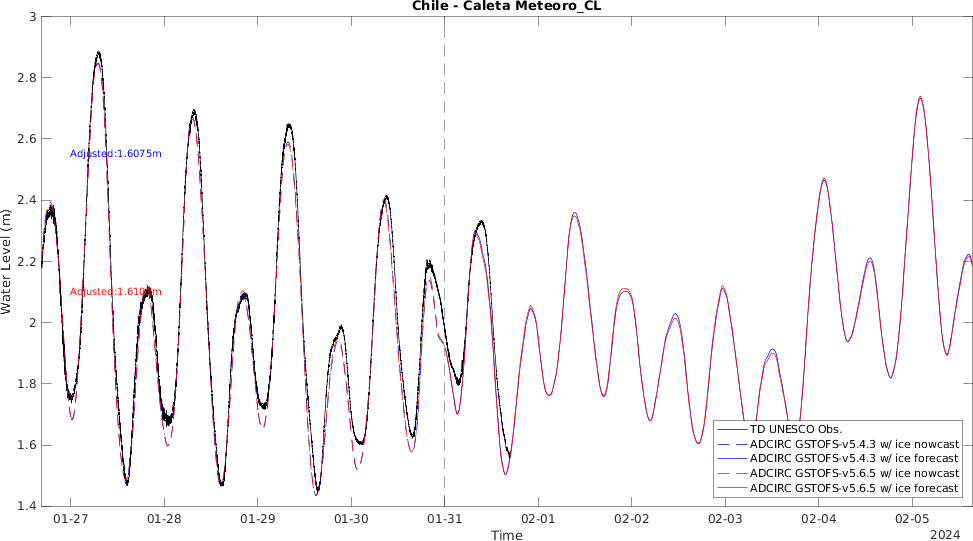 Chile - Caleta Meteoro_CL
Water Level (m)
3
2.8
2.6
2.4
2.2
2
1.8
1.6
1.4
Adjusted:1.6075m
TD UNESCO Obs.
ADCIRC GSTOFS-v5.4.3 w/ ice nowcast
ADCIRC GSTOFS-v5.4.3 w/ ice forecast
ADCIRC GSTOFS-v5.6.5 w/ ice nowcast
ADCIRC GSTOFS-v5.6.5 w/ ice forecast
01-27 01-28 01-29 01-30 01-31 02-01 02-02 02-03 02-04 02-05
Time
2024